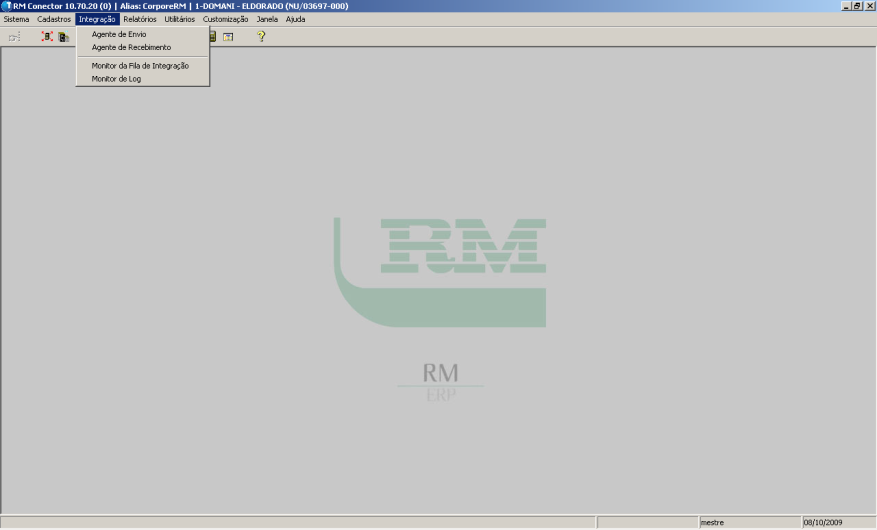 RM Conector 10.70.20 (0) | Alias: CorporeRM | 1-DOMANI - ELDORADO (NU/03697-000)
Sistema Cadastros Integração Relatórios Utilitários Customização Janela Ajuda
Agente de Envio
Agente de Recebimento
Monitor da Fila de Integração
Monitor de Log
RM
RM
ERP
mestre 08/10/2009